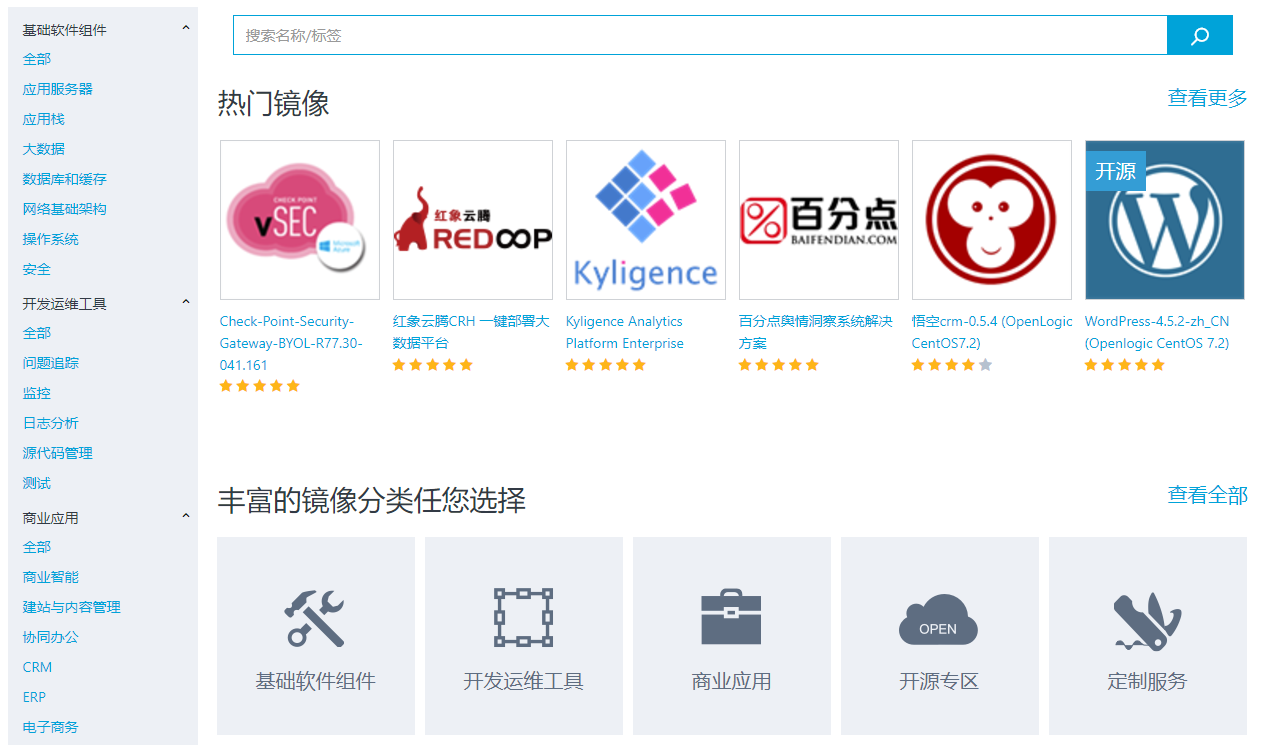 基础软件组件
全部
应用服务器
应用栈
大数据
数据库和缓存
网络基础架构
操作系统
安全
开发运维工具
全部
问题追踪
监控
日志分析
源代码管理
测试
商业应用
全部
商业智能
建站与内容管理
协同办公
CRM
ERP
电子商务
搜索名称/标签
热门镜像
查看更多
CHECK POINT
vSEC
Microsoft
Azure
红象云腾
REDOOP
Kyligence
百分点
BAIFENDIAN.COM
开源
W
Check-Point-Security-
Gateway-BYOL-R77.30-
041.161
红象云腾CRH 一键部署大
数据平台
Kyligence Analytics
Platform Enterprise
百分点舆情洞察系统解决
方案
悟空crm-0.5.4 (OpenLogic
CentOS7.2)
WordPress-4.5.2-zh_CN
(Openlogic CentOS 7.2)
丰富的镜像分类任您选择
查看全部
基础软件组件
开发运维工具
商业应用
OPEN
开源专区
定制服务